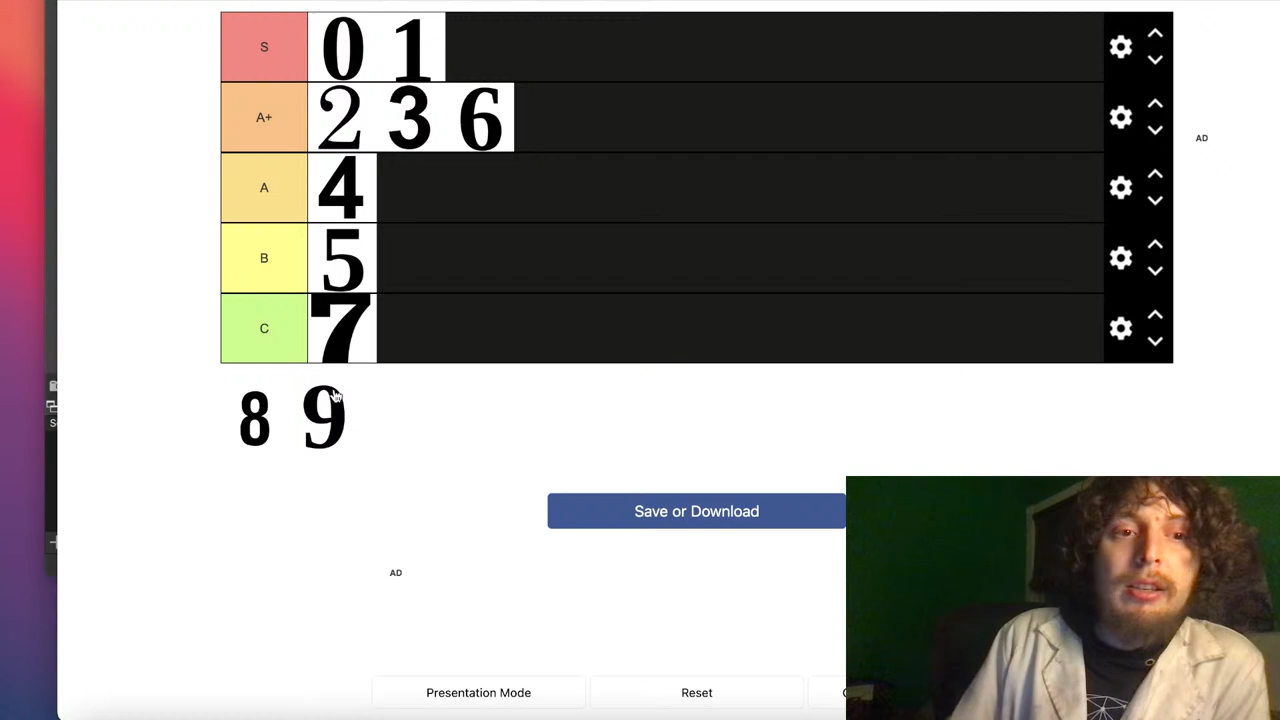 S 0 1
A+ 2 3 6
AD
A 4
B 5
C 7
8 9
Save or Download
AD
Presentation Mode Reset